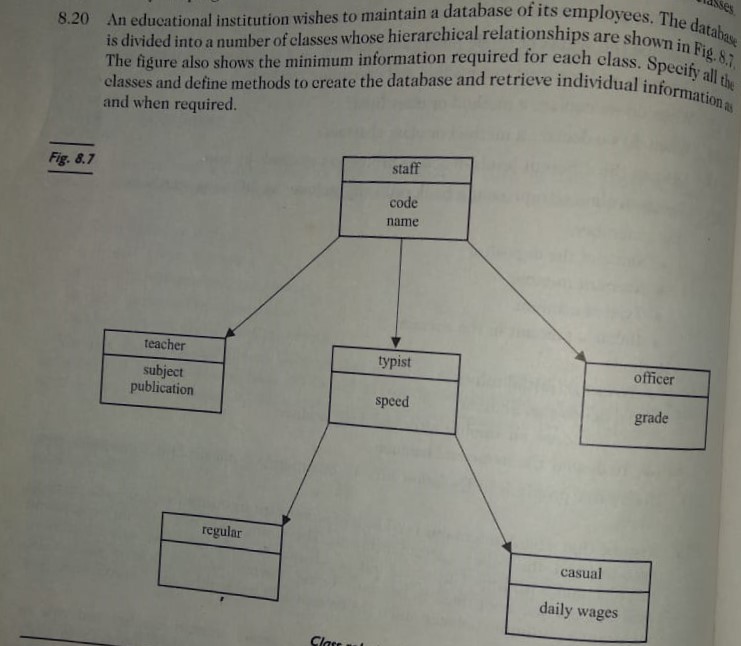 8.20 An educational institution wishes to maintain a database of its employees. The database
is divided into a number of classes whose hierarchical relationships are shown in Fig. 8.7.
The figure also shows the minimum information required for each class. Specify all the
classes and define methods to create the database and retrieve individual information as
and when required.
Fig. 8.7
staff
code
name
teacher
subject
publication
typist
speed
officer
grade
regular
casual
daily wages